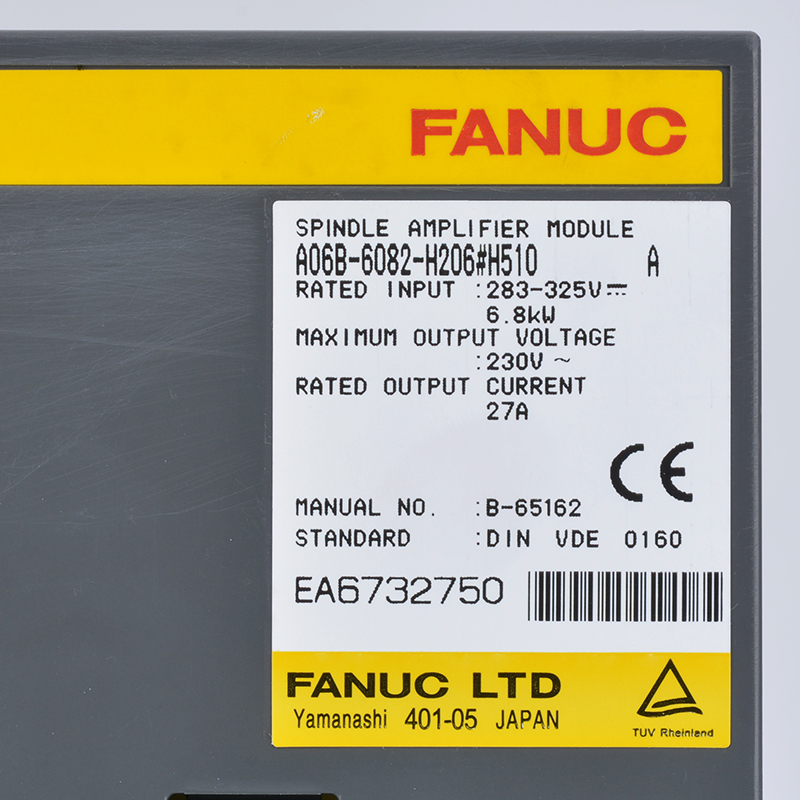 FANUC
SPINDLE AMPLIFIER MODULE
A06B-6082-H206#H510 A
RATED INPUT :283-325V⎓
6.8kW
MAXIMUM OUTPUT VOLTAGE
:230V ~
RATED OUTPUT CURRENT
27A
CE
MANUAL NO. :B-65162
STANDARD :DIN VDE 0160
EA6732750
FANUC LTD
Yamanashi 401-05 JAPAN
TUV Rheinland